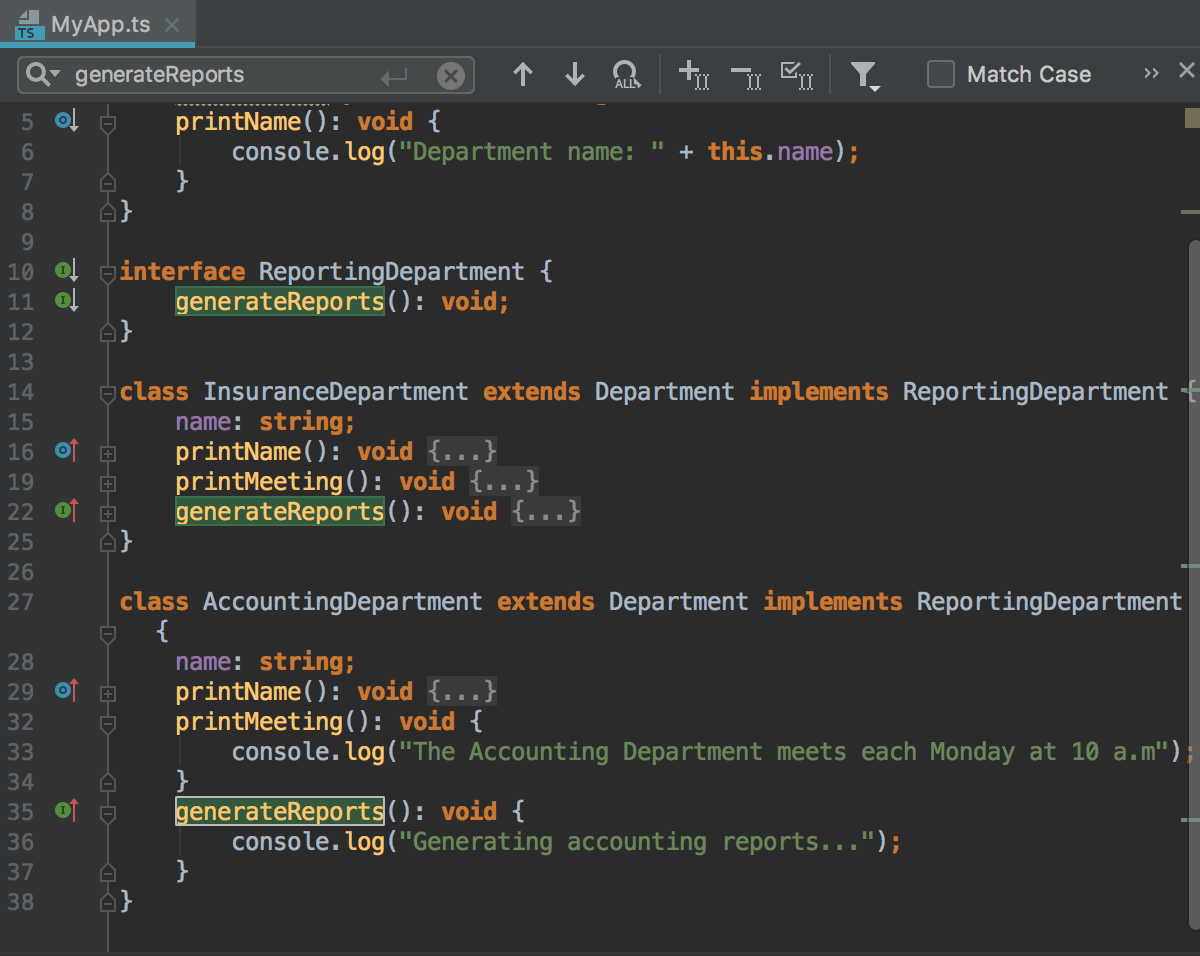 TS MyApp.ts
generateReports ALL Match Case
5 printName(): void {
6 console.log("Department name: " + this.name);
7 }
8 }
9
10 interface ReportingDepartment {
11 generateReports(): void;
12 }
13
14 class InsuranceDepartment extends Department implements ReportingDepartment {
15 name: string;
16 printName(): void {...}
19 printMeeting(): void {...}
22 generateReports(): void {...}
25 }
26
27 class AccountingDepartment extends Department implements ReportingDepartment
{
28 name: string;
29 printName(): void {...}
32 printMeeting(): void {
33 console.log("The Accounting Department meets each Monday at 10 a.m");
34 }
35 generateReports(): void {
36 console.log("Generating accounting reports...");
37 }
38 }